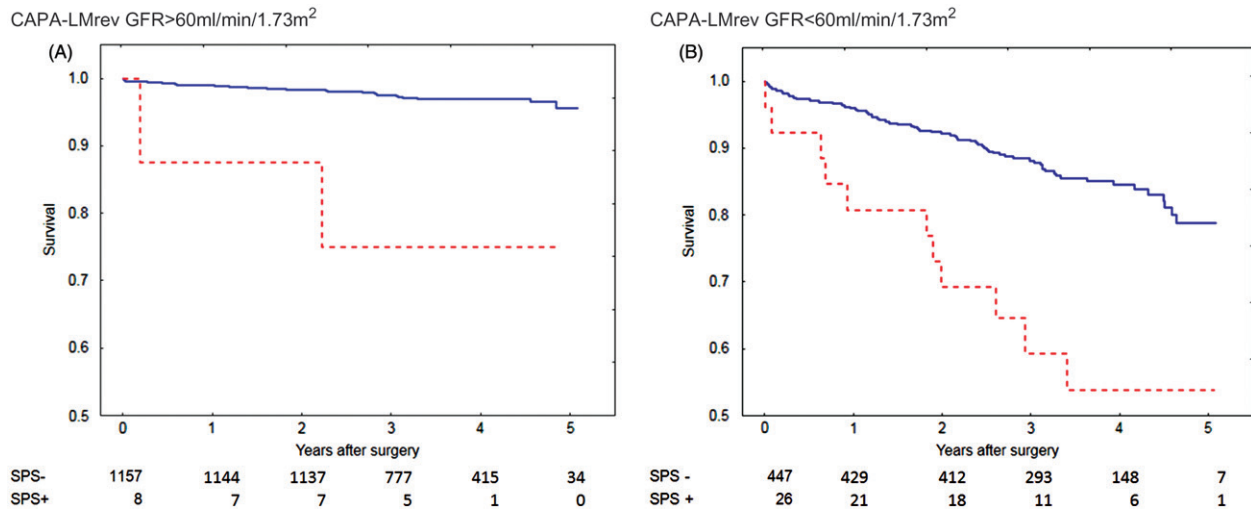 CAPA-LMrev GFR>60ml/min/1.73m²
(A)
1.0
0.9
0.8
0.7
0.6
0.5
Survival
0 1 2 3 4 5
Years after surgery
SPS- 1157 1144 1137 777 415 34
SPS+ 8 7 7 5 1 0
CAPA-LMrev GFR<60ml/min/1.73m²
(B)
1.0
0.9
0.8
0.7
0.6
0.5
Survival
0 1 2 3 4 5
Years after surgery
SPS - 447 429 412 293 148 7
SPS + 26 21 18 11 6 1